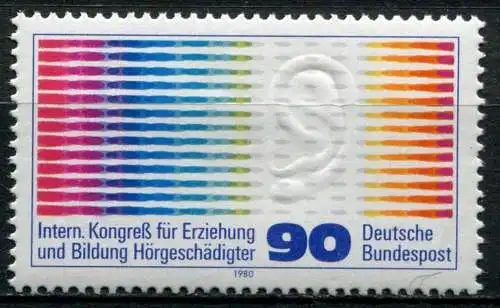 Intern. Kongreß für Erziehung
und Bildung Hörgeschädigter
90
Deutsche
Bundespost
1980